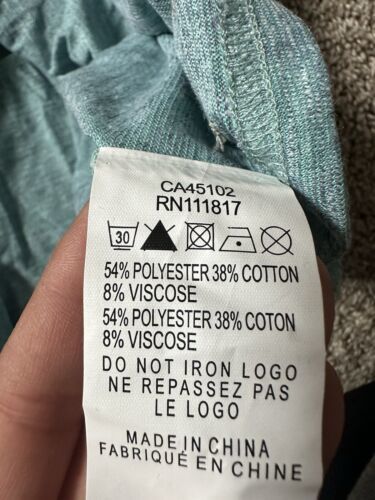 CA45102
RN111817
30
54% POLYESTER 38% COTTON
8% VISCOSE
54% POLYESTER 38% COTON
8% VISCOSE
DO NOT IRON LOGO
NE REPASSEZ PAS
LE LOGO
MADE IN CHINA
FABRIQUÉ EN CHINE